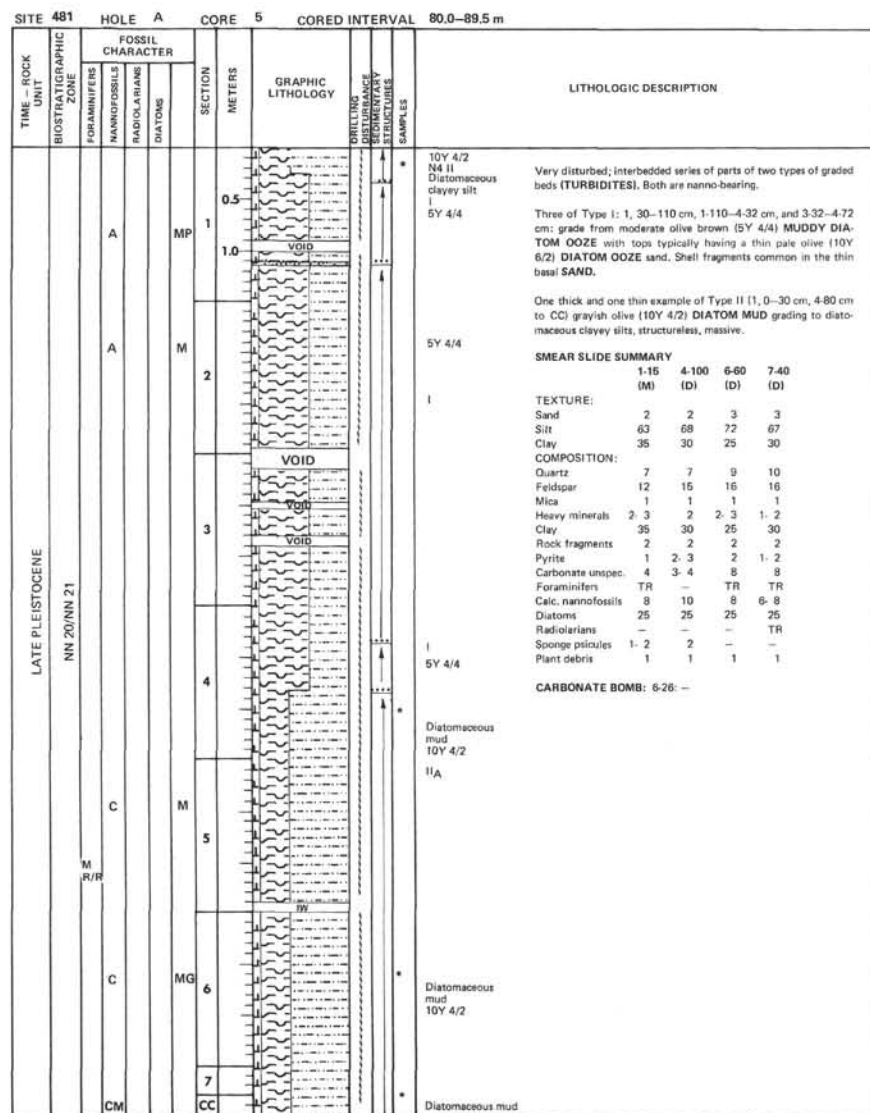 SITE 481 HOLE A CORE 5 CORED INTERVAL 80.0–89.5 m
TIME – ROCK UNIT
BIOSTRATIGRAPHIC ZONE
FOSSIL CHARACTER
FORAMINIFERS
NANNOFOSSILS
RADIOLARIANS
DIATOMS
SECTION
METERS
GRAPHIC LITHOLOGY
DRILLING DISTURBANCE
SEDIMENTARY STRUCTURES
SAMPLES
LITHOLOGIC DESCRIPTION
LATE PLEISTOCENE
NN 20/NN 21
A
MP
A
M
C
M
M
R/R
C
MG
CM
1
2
3
4
5
6
7
CC
0.5
1.0
VOID
VOID
VOID
VOID
IW
*
*
*
*
10Y 4/2
N4 II
Diatomaceous
clayey silt
I
5Y 4/4
5Y 4/4
I
I
5Y 4/4
Diatomaceous
mud
10Y 4/2
IIA
Diatomaceous
mud
10Y 4/2
Diatomaceous mud
Very disturbed; interbedded series of parts of two types of graded
beds (TURBIDITES). Both are nanno-bearing.
Three of Type I: 1, 30–110 cm, 1-110–4-32 cm, and 3-32–4-72
cm: grade from moderate olive brown (5Y 4/4) MUDDY DIA-
TOM OOZE with tops typically having a thin pale olive (10Y
6/2) DIATOM OOZE sand. Shell fragments common in the thin
basal SAND.
One thick and one thin example of Type II (1, 0–30 cm, 4-80 cm
to CC) grayish olive (10Y 4/2) DIATOM MUD grading to diato-
maceous clayey silts, structureless, massive.
SMEAR SLIDE SUMMARY
1-15 4-100 6-60 7-40
(M) (D) (D) (D)
TEXTURE:
Sand 2 2 3 3
Silt 63 68 72 67
Clay 35 30 25 30
COMPOSITION:
Quartz 7 7 9 10
Feldspar 12 15 16 16
Mica 1 1 1 1
Heavy minerals 2- 3 2 2- 3 1- 2
Clay 35 30 25 30
Rock fragments 2 2 2 2
Pyrite 1 2- 3 2 1- 2
Carbonate unspec. 4 3- 4 8 8
Foraminifers TR – TR TR
Calc. nannofossils 8 10 8 6- 8
Diatoms 25 25 25 25
Radiolarians – – – TR
Sponge psicules 1- 2 2 – –
Plant debris 1 1 1 1
CARBONATE BOMB: 6-26: –